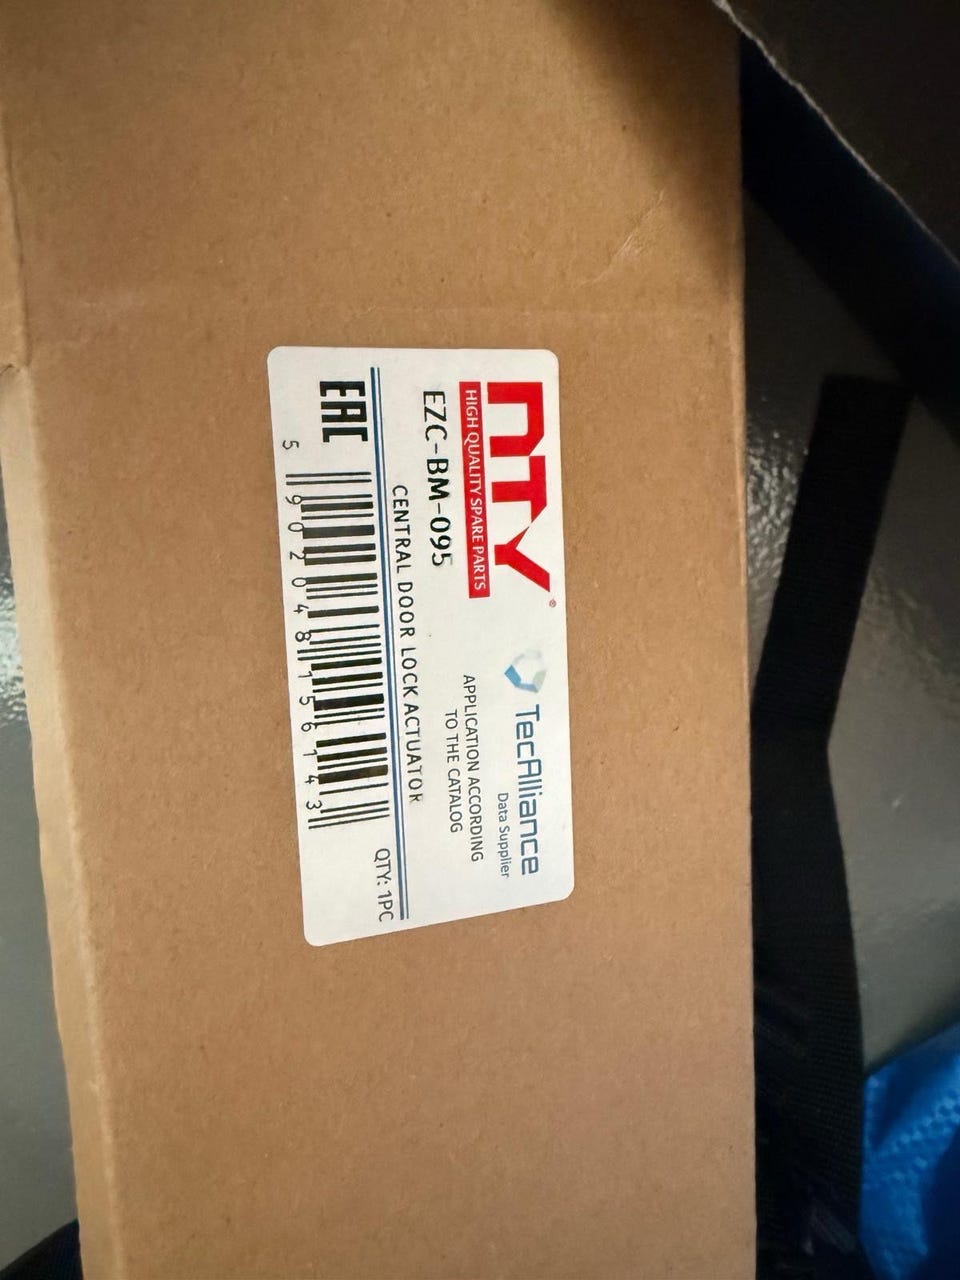 NTY®
HIGH QUALITY SPARE PARTS
TecAlliance
Data Supplier
EZC-BM-095
APPLICATION ACCORDING
TO THE CATALOG
CENTRAL DOOR LOCK ACTUATOR
EAC
QTY: 1PC
5 902048 156143